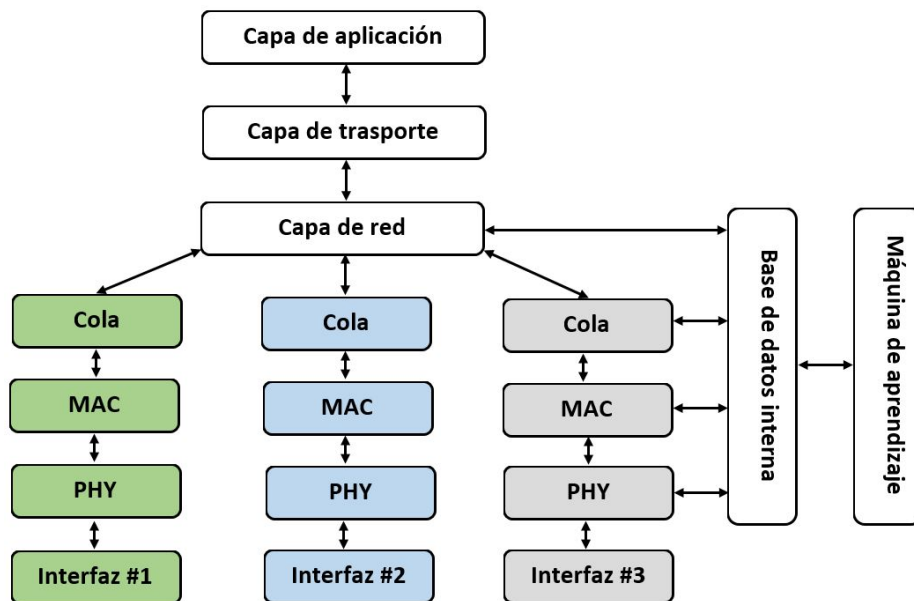 Capa de aplicación
Capa de trasporte
Capa de red
Cola
MAC
PHY
Interfaz #1
Cola
MAC
PHY
Interfaz #2
Cola
MAC
PHY
Interfaz #3
Base de datos interna
Máquina de aprendizaje